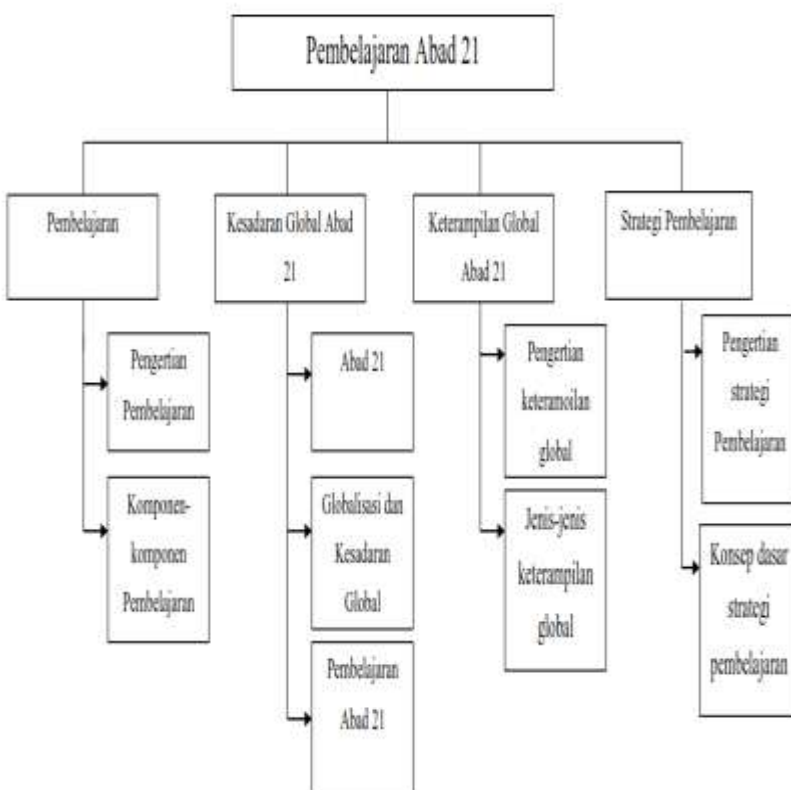 Pembelajaran Abad 21
Pembelajaran
Kesadaran Global Abad
21
Keterampilan Global
Abad 21
Strategi Pembelajaran
Pengertian
Pembelajaran
Komponen-
komponen
Pembelajaran
Abad 21
Globalisasi dan
Kesadaran
Global
Pembelajaran
Abad 21
Pengertian
keteramoilan
global
Jenis-jenis
keterampilan
global
Pengertian
strategi
Pembelajaran
Konsep dasar
strategi
pembelajaran